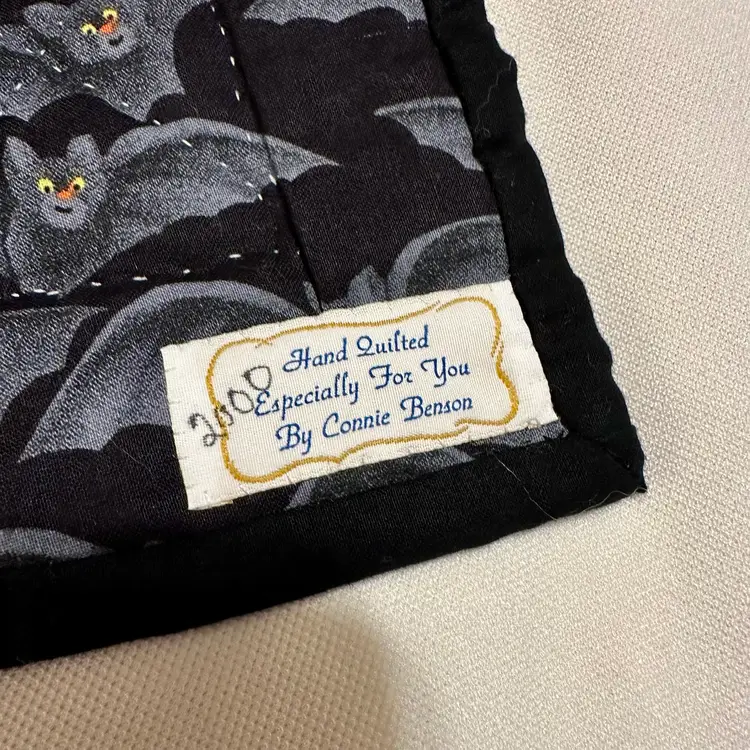 Hand Quilted
2000
Especially For You
By Connie Benson